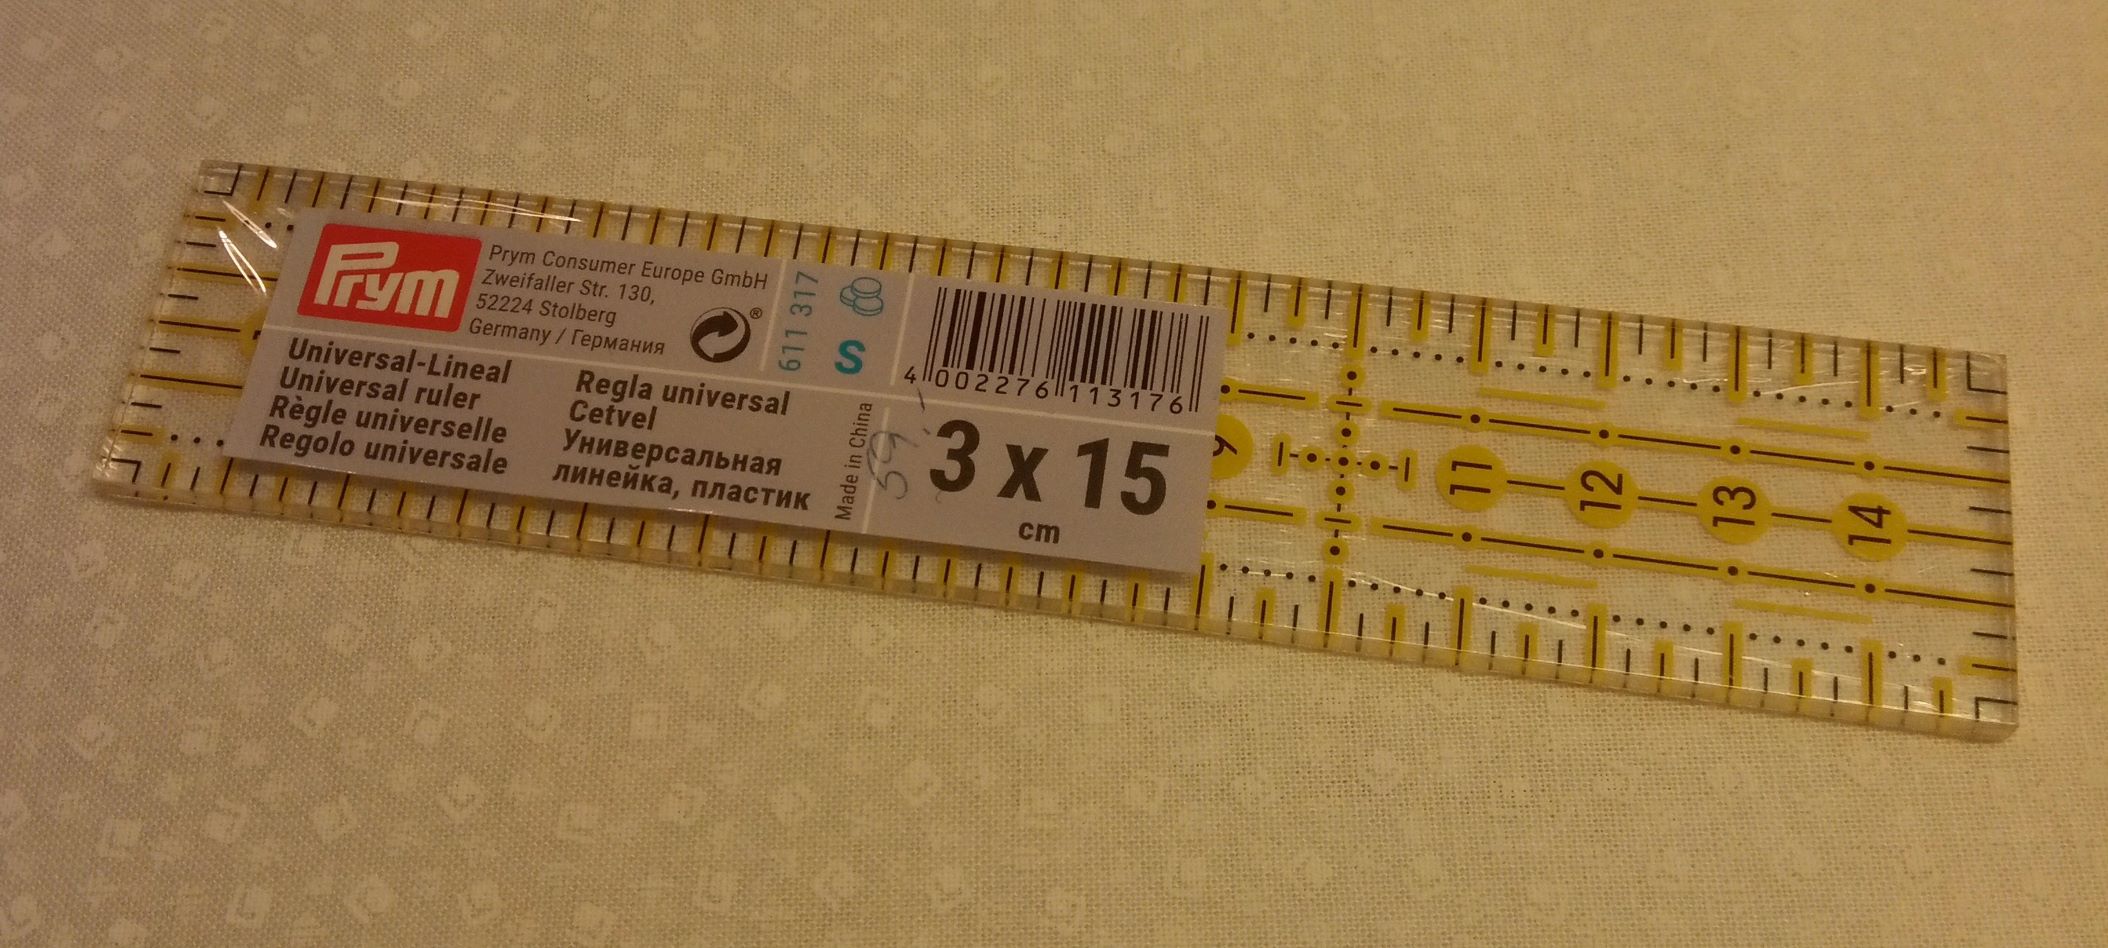 Prym
Prym Consumer Europe GmbH
Zweifaller Str. 130,
52224 Stolberg
Germany / Германия
®
611 317
S
4 002276 113176
Universal-Lineal
Universal ruler
Règle universelle
Regolo universale
Regla universal
Cetvel
Универсальная
линейка, пластик
Made in China
3 x 15
cm
9
11
12
13
14